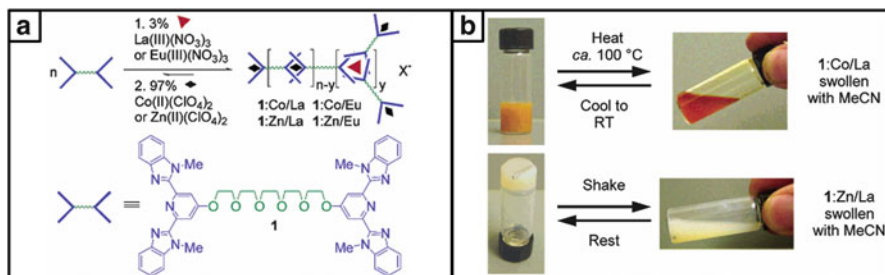 a
1. 3%
La(III)(NO3)3
or Eu(III)(NO3)3
2. 97%
Co(II)(ClO4)2
or Zn(II)(ClO4)2
n
n-y
y
X-
1:Co/La 1:Co/Eu
1:Zn/La 1:Zn/Eu
N Me
N
N
N
N
Me
O O O O O O
1
Me
N
N
N
N
N
Me
b
Heat
ca. 100 °C
Cool to
RT
1:Co/La
swollen
with MeCN
Shake
Rest
1:Zn/La
swollen
with MeCN